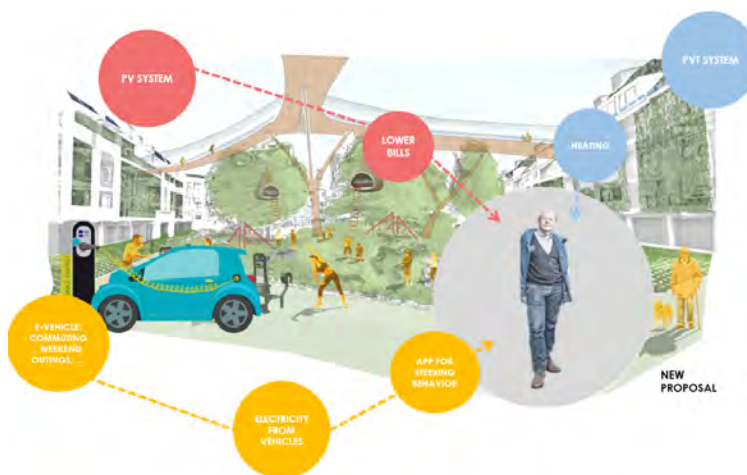 PV SYSTEM
PVT SYSTEM
LOWER
BILLS
HEATING
E-VEHICLE:
COMMUTING
... WEEKEND
OUTINGS, ...
APP FOR
STEERING
BEHAVIOR
ELECTRICITY
FROM
VEHICLES
NEW
PROPOSAL